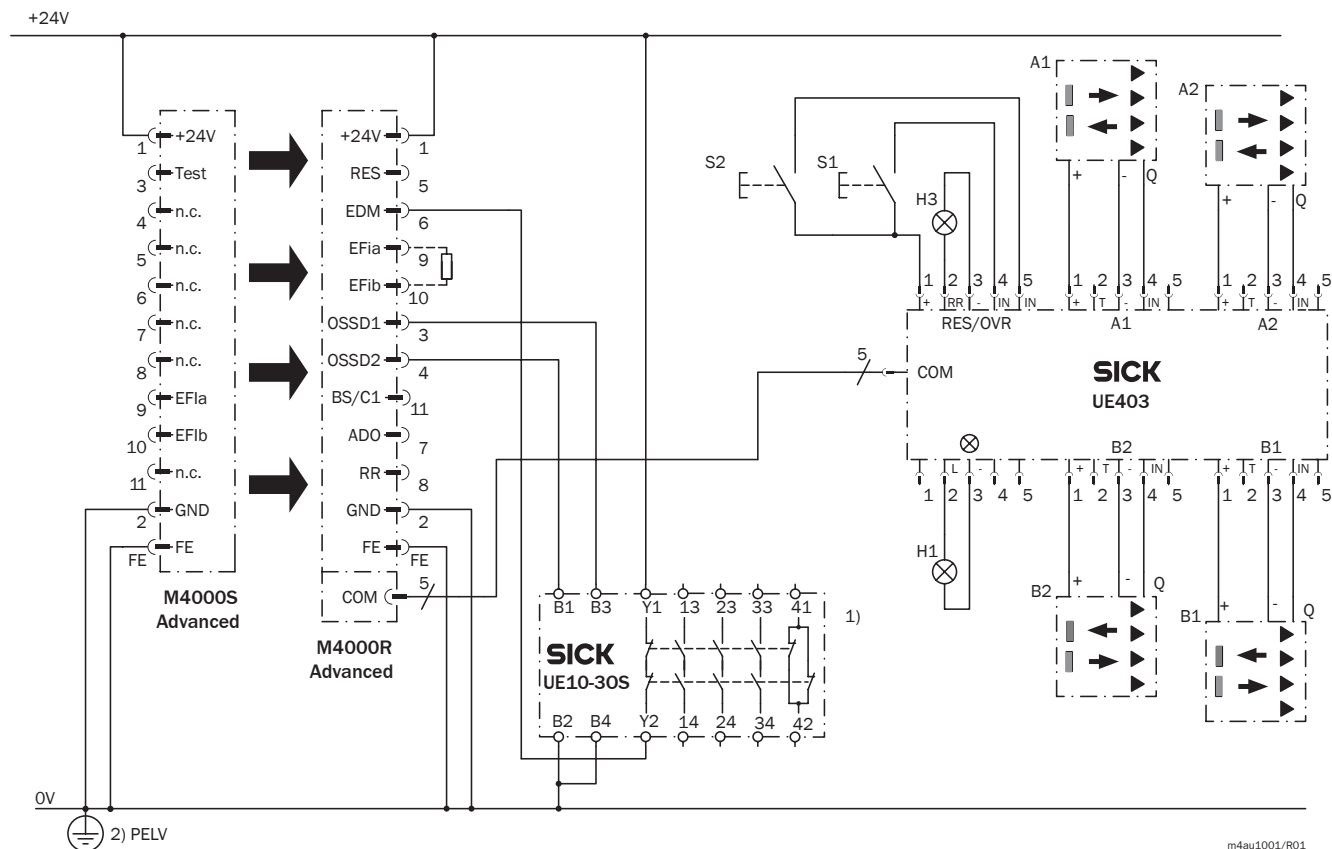 +24V
+24V
1
Test
3
n.c.
4
n.c.
5
n.c.
6
n.c.
7
n.c.
8
EFIa
9
EFIb
10
n.c.
11
GND
2
FE
FE
M4000S
Advanced
+24V
1
RES
5
EDM
6
EFia
9
EFib
10
OSSD1
3
OSSD2
4
BS/C1
11
ADO
7
RR
8
GND
2
FE
FE
COM
5
M4000R
Advanced
B1 B3 Y1 13 23 33 41
1)
SICK
UE10-30S
B2 B4 Y2 14 24 34 42
S2
S1
H3
A1
+ - Q
A2
+ - Q
1 2 3 4 5
+ RR - IN IN
RES/OVR
1 2 3 4 5
+ T - IN
A1
1 2 3 4 5
+ T - IN
A2
5
COM
SICK
UE403
L -
1 2 3 4 5
B2
+ T - IN
1 2 3 4 5
B1
+ T - IN
1 2 3 4 5
H1
+ - Q
B2
+ - Q
B1
0V
2) PELV
m4au1001/R01